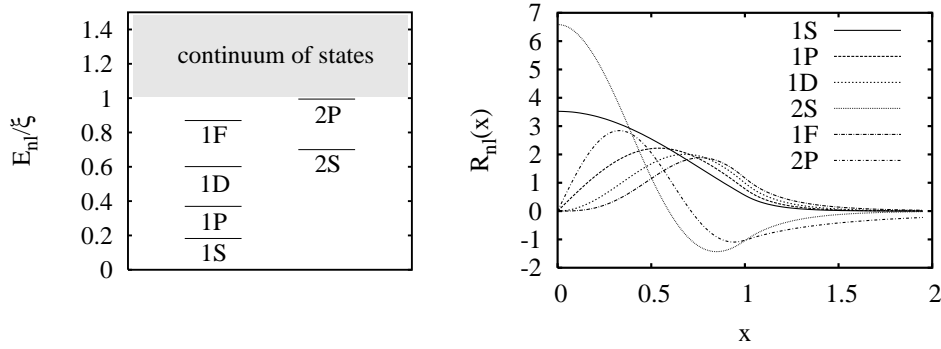 E_nl/ξ
1.4
1.2
1
0.8
0.6
0.4
0.2
0
continuum of states
2P
1F
2S
1D
1P
1S
R_nl(x)
7
6
5
4
3
2
1
0
-1
-2
1S
1P
1D
2S
1F
2P
0
0.5
1
1.5
2
x